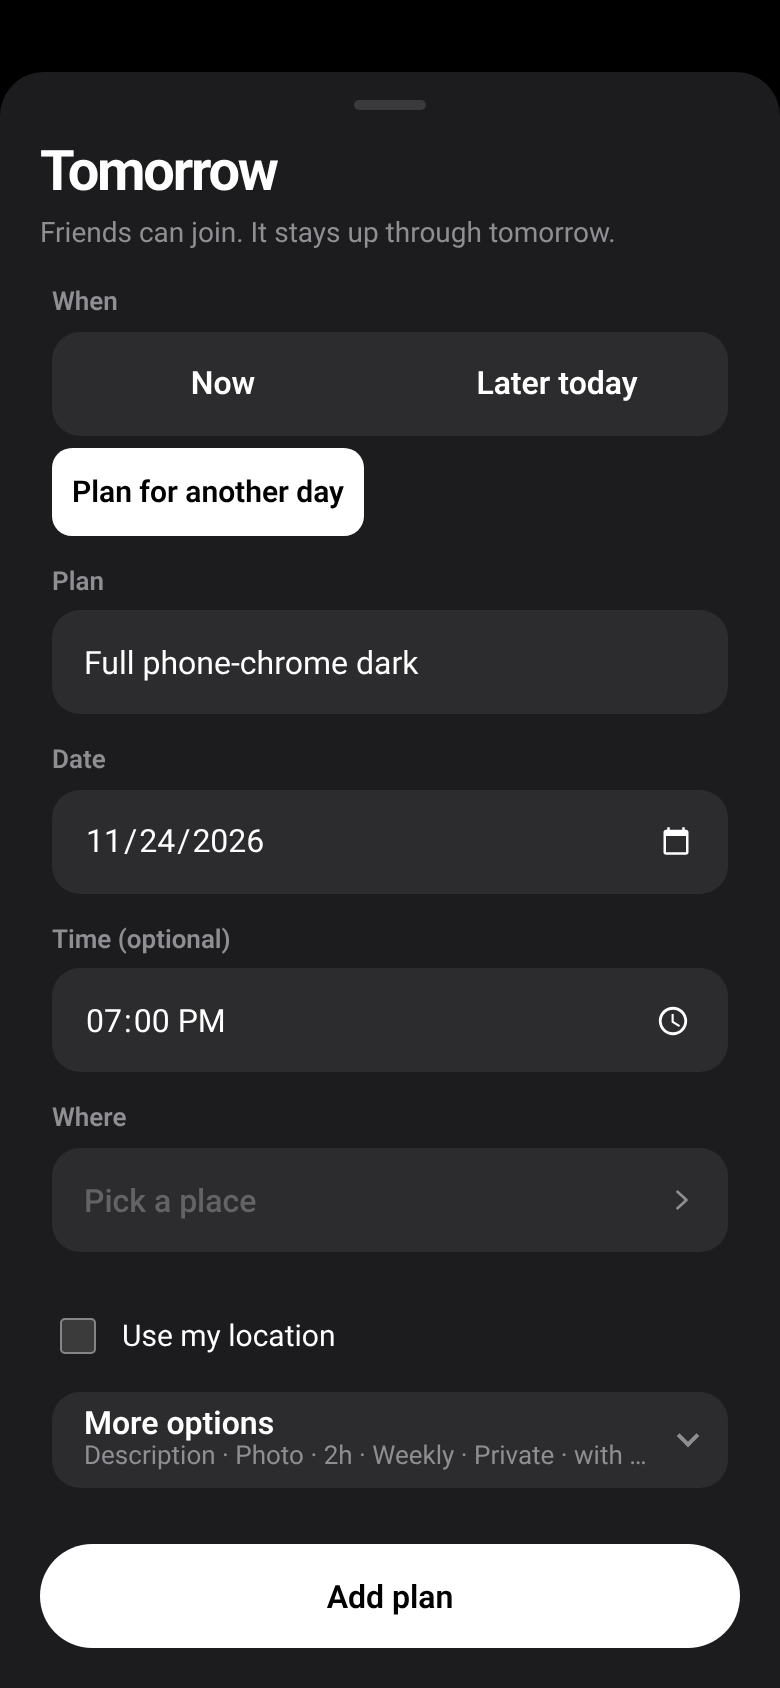 Tomorrow
Friends can join. It stays up through tomorrow.
When
Now Later today
Plan for another day
Plan
Full phone-chrome dark
Date
11/24/2026
Time (optional)
07:00 PM
Where
Pick a place
Use my location
More options
Description · Photo · 2h · Weekly · Private · with ...
Add plan